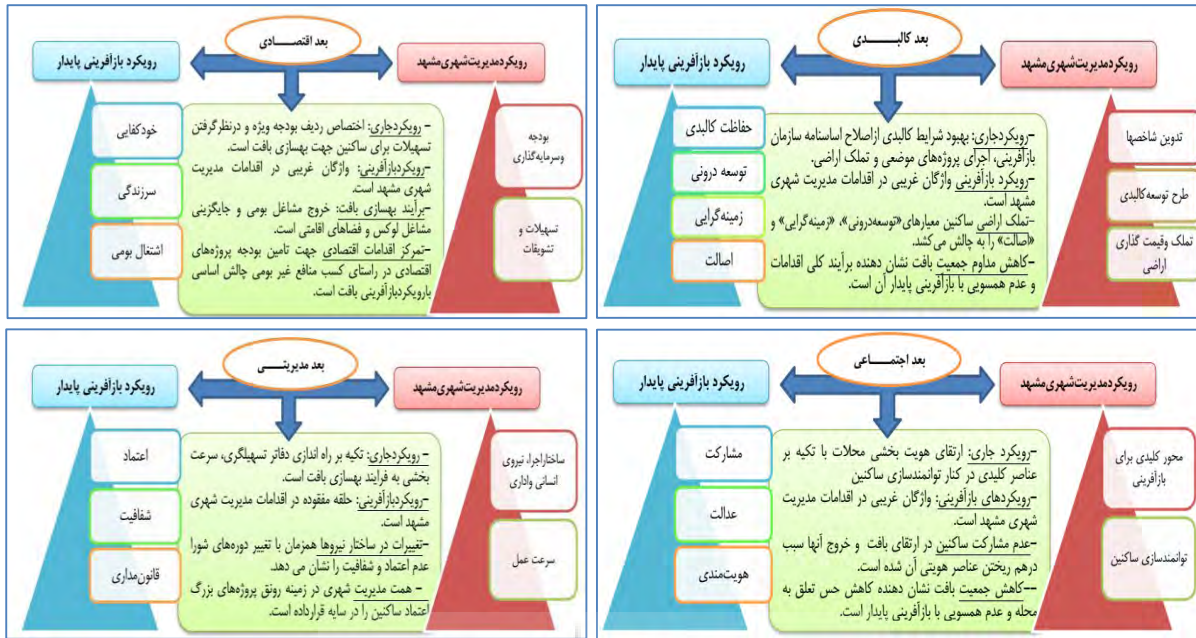 بعد کالبـــــدی
رویکردمدیریت‌شهری‌مشهد
رویکرد بازآفرینی پایدار
تدوین شاخصها
طرح توسعه‌کالبدی
تملک وقیمت گذاری
اراضی
-رویکردجاری: بهبود شرایط کالبدی ازاصلاح اساسنامه سازمان
بازآفرینی، اجرای پروژه‌های موضعی و تملک اراضی.
-رویکرد بازآفرینی واژگان غریبی در اقدامات مدیریت شهری
مشهد است.
-تملک اراضی ساکنین معیارهای«توسعه‌درونی»، «زمینه‌گرایی» و
«اصالت» را به چالش می‌کشد.
-کاهش مداوم جمعیت بافت نشان دهنده برآیند کلی اقدامات
و عدم همسویی با بازآفرینی پایدار آن است.
حفاظت کالبدی
توسعه درونی
زمینه‌گرایی
اصالت
بعد اقتصـــــادی
رویکردمدیریت‌شهری‌مشهد
رویکرد بازآفرینی پایدار
بودجه
وسرمایه‌گذاری
تسهیلات و
تشویقات
- رویکردجاری: اختصاص ردیف بودجه ویژه و درنظرگرفتن
تسهیلات برای ساکنین جهت بهسازی بافت است.
-رویکردبازآفرینی: واژگان غریبی در اقدامات مدیریت
شهری مشهد است.
-برآیند بهسازی بافت: خروج مشاغل بومی و جایگزینی
مشاغل لوکس و فضاهای اقامتی است.
-تمرکز اقدامات اقتصادی جهت تامین بودجه پروژه‌های
اقتصادی در راستای کسب منافع غیر بومی چالش اساسی
بارویکردبازآفرینی بافت است.
خودکفایی
سرزندگی
اشتغال بومی
بعد اجتمـــاعی
رویکردمدیریت‌شهری‌مشهد
رویکرد بازآفرینی پایدار
محور کلیدی برای
بازآفرینی
توانمندسازی ساکنین
- رویکرد جاری: ارتقای هویت بخشی محلات با تکیه بر
عناصر کلیدی در کنار توانمندسازی ساکنین
-رویکردهای بازآفرینی: واژگان غریبی در اقدامات مدیریت
شهری مشهد است.
-عدم مشارکت ساکنین در ارتقای بافت و خروج آنها سبب
درهم ریختن عناصر هویتی آن شده است.
--کاهش جمعیت بافت نشان دهنده کاهش حس تعلق به
محله و عدم همسویی با بازآفرینی پایدار است.
مشارکت
عدالت
هویت‌مندی
بعد مدیریتــــی
رویکردمدیریت‌شهری‌مشهد
رویکرد بازآفرینی پایدار
ساختاراجرا، نیروی
انسانی واداری
سرعت عمل
- رویکردجاری: تکیه بر راه اندازی دفاتر تسهیلگری، سرعت
بخشی به فرایند بهسازی بافت است.
-رویکردبازآفرینی: حلقه مفقوده در اقدامات مدیریت شهری
مشهد است.
-تغییرات در ساختار نیروها همزمان با تغییر دوره‌های شورا
عدم اعتماد و شفافیت را نشان می دهد.
- همت مدیریت شهری در زمینه رونق پروژه‌های بزرگ
اعتماد ساکنین را در سایه قرارداده است.
اعتماد
شفافیت
قانون‌مداری